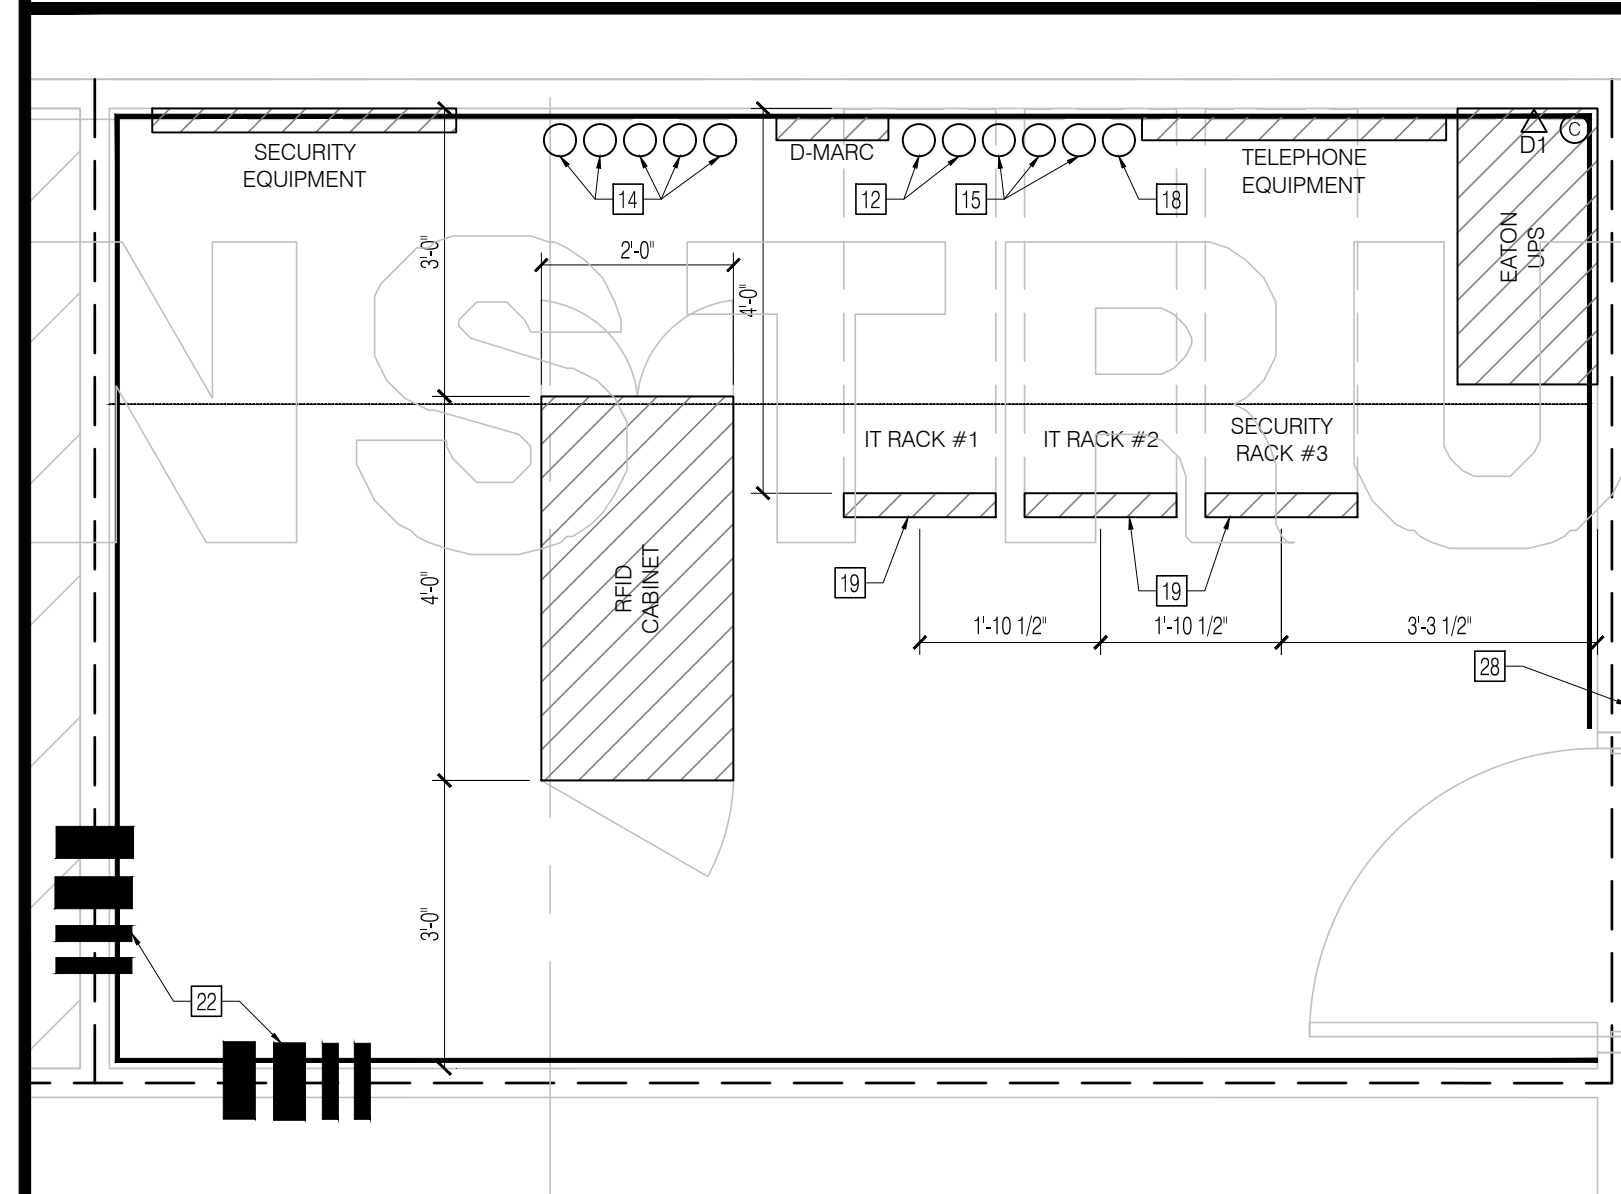 SECURITY
EQUIPMENT
14
D-MARC
12
15
18
TELEPHONE
EQUIPMENT
D1
C
EATON
UPS
3'-0"
2'-0"
4'-0"
NSTRU
IT RACK #1
IT RACK #2
SECURITY
RACK #3
RFID
CABINET
4'-0"
19
19
1'-10 1/2"
1'-10 1/2"
3'-3 1/2"
28
3'-0"
22